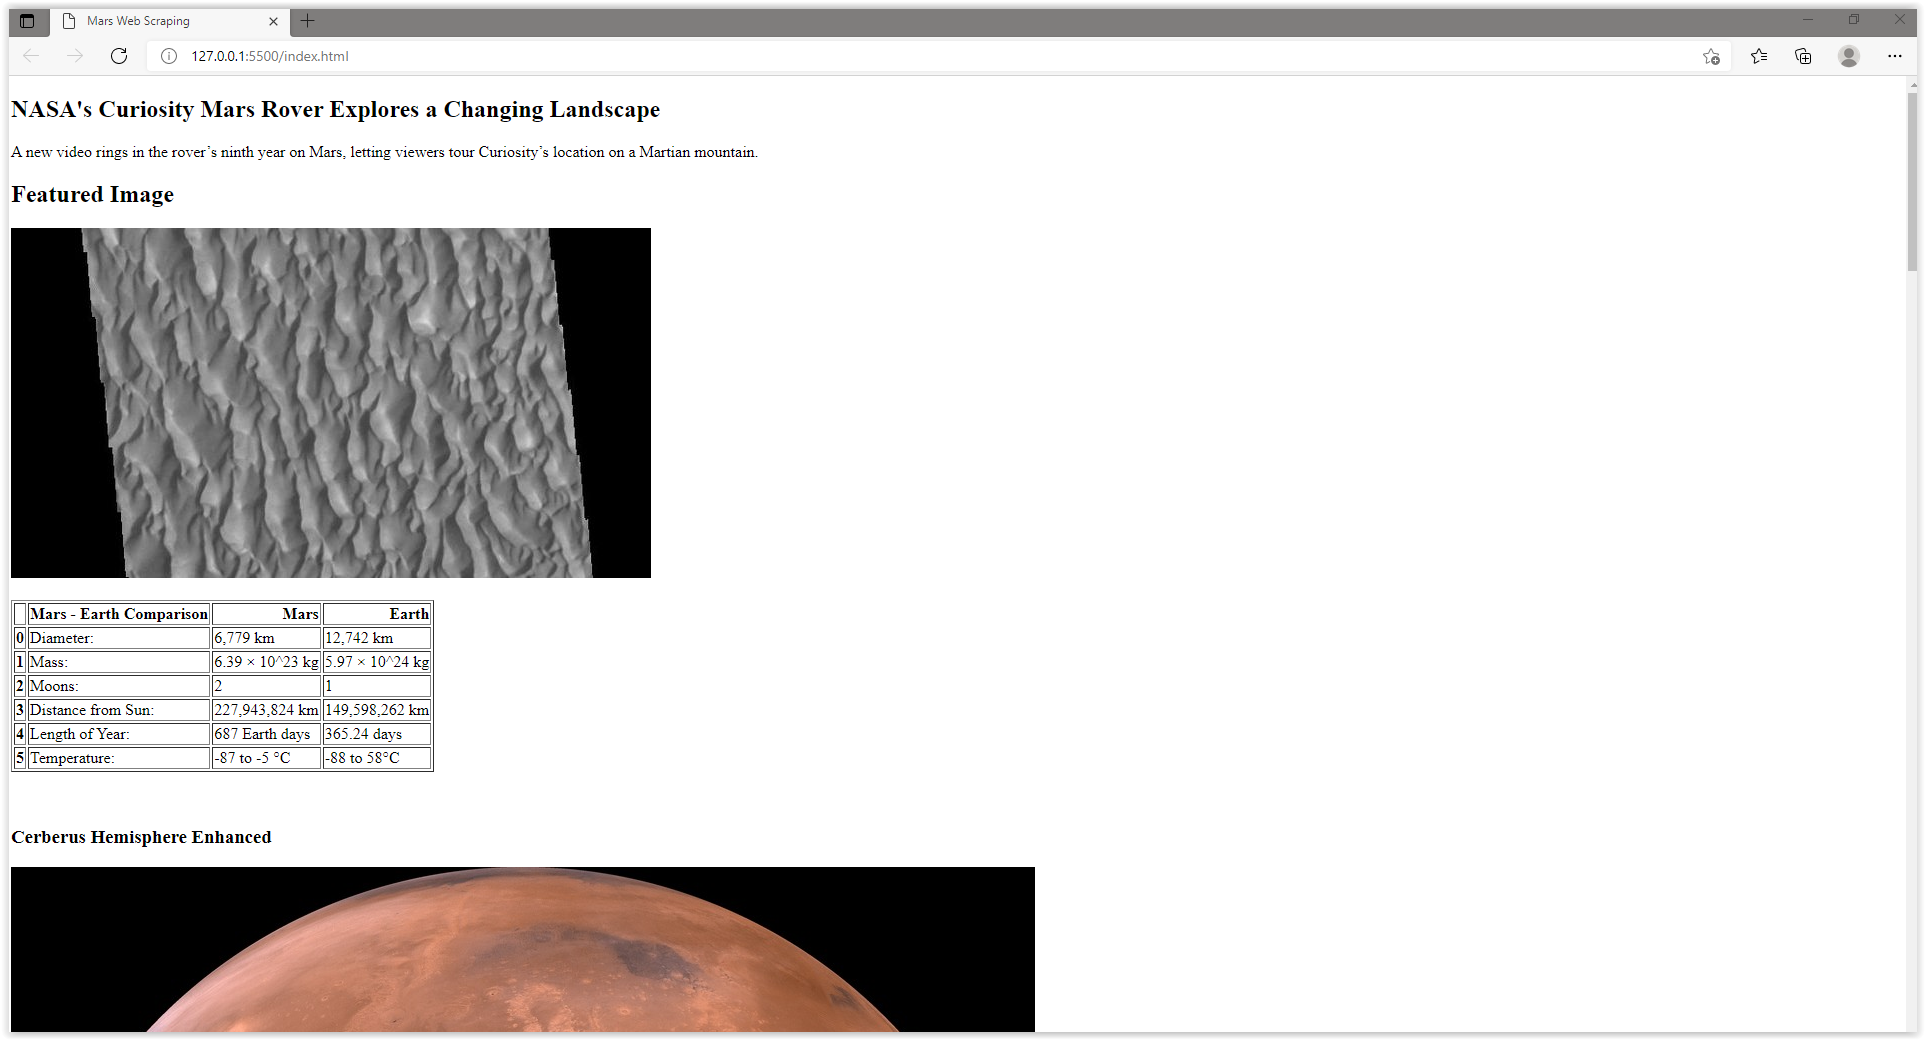 Mars Web Scraping
127.0.0.1:5500/index.html
NASA's Curiosity Mars Rover Explores a Changing Landscape
A new video rings in the rover’s ninth year on Mars, letting viewers tour Curiosity’s location on a Martian mountain.
Featured Image
Mars - Earth Comparison Mars Earth
0 Diameter: 6,779 km 12,742 km
1 Mass: 6.39 × 10^23 kg 5.97 × 10^24 kg
2 Moons: 2 1
3 Distance from Sun: 227,943,824 km 149,598,262 km
4 Length of Year: 687 Earth days 365.24 days
5 Temperature: -87 to -5 °C -88 to 58°C
Cerberus Hemisphere Enhanced